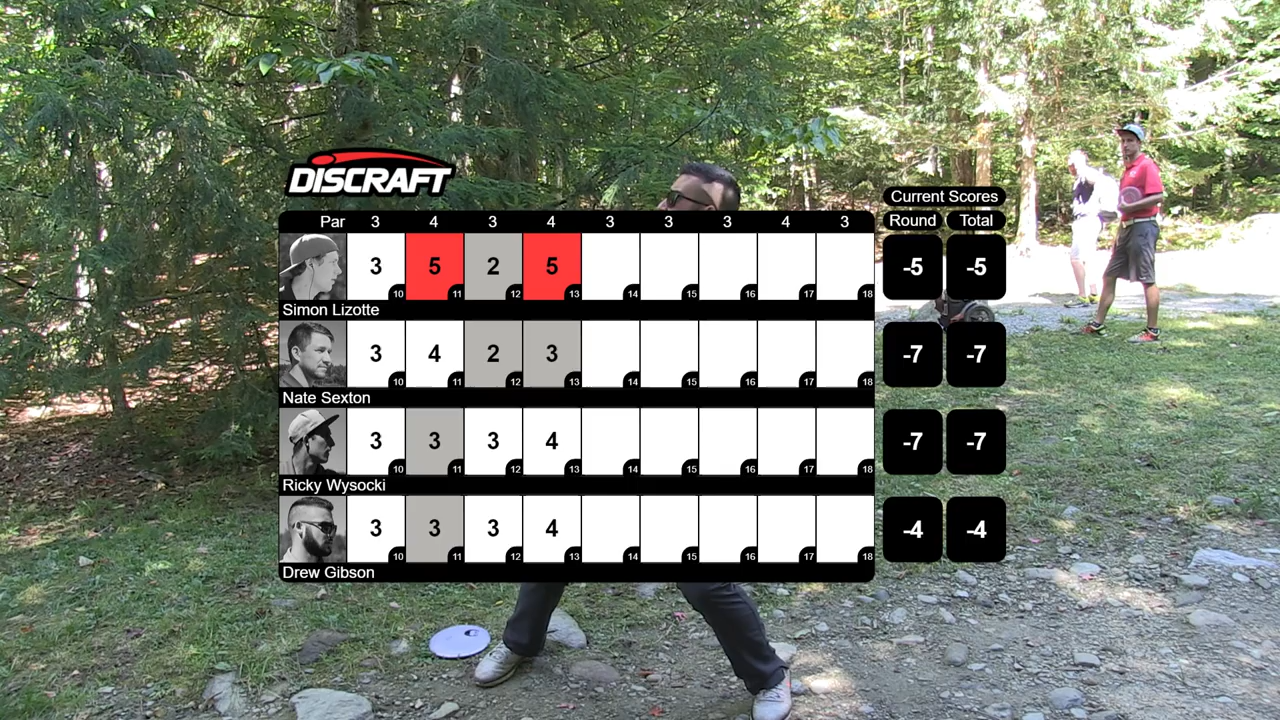 DISCRAFT
Current Scores
Par 3 4 3 4 3 3 3 4 3 Round Total
3 5 2 5 -5 -5
10 11 12 13 14 15 16 17 18
Simon Lizotte
3 4 2 3 -7 -7
10 11 12 13 14 15 16 17 18
Nate Sexton
3 3 3 4 -7 -7
10 11 12 13 14 15 16 17 18
Ricky Wysocki
3 3 3 4 -4 -4
10 11 12 13 14 15 16 17 18
Drew Gibson